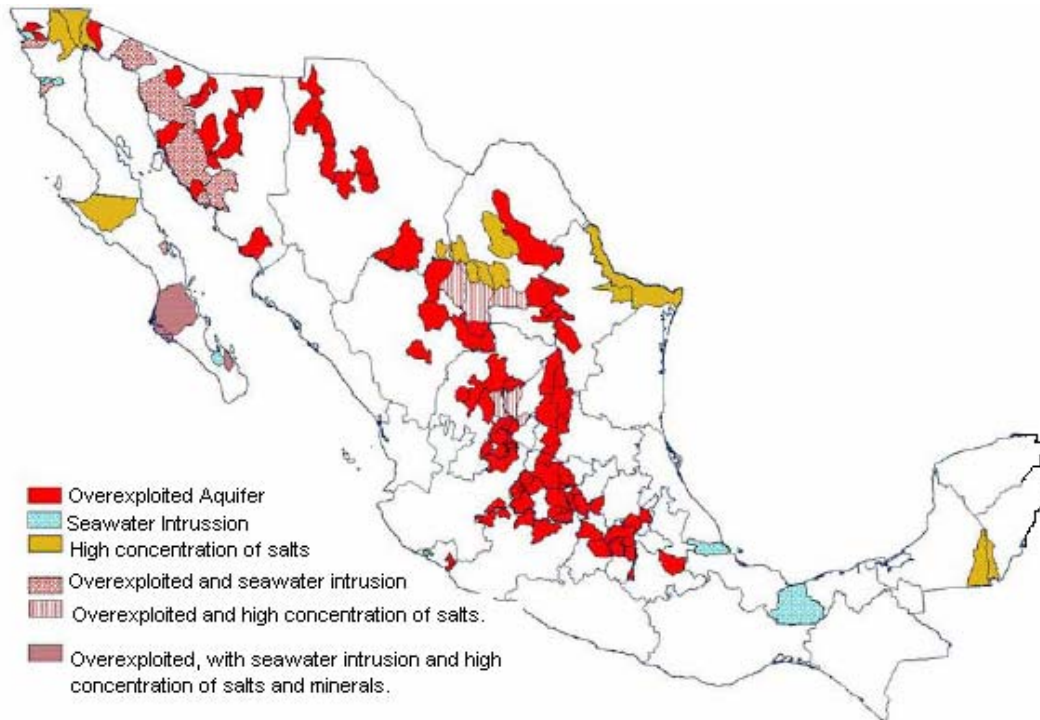 Overexploited Aquifer
Seawater Intrussion
High concentration of salts
Overexploited and seawater intrusion
Overexploited and high concentration of salts.
Overexploited, with seawater intrusion and high
concentration of salts and minerals.